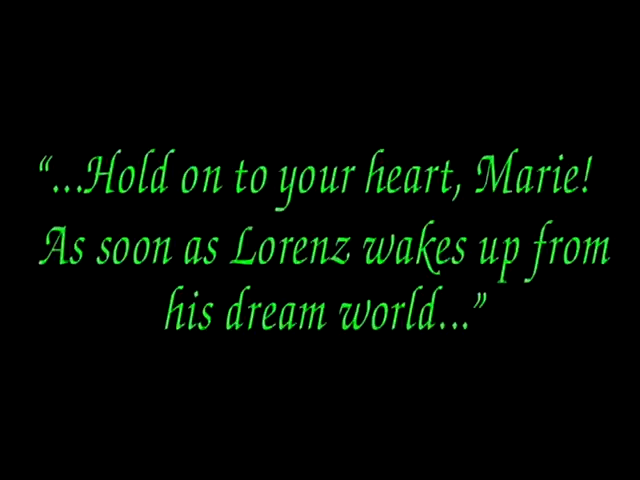 “...Hold on to your heart, Marie!
As soon as Lorenz wakes up from
his dream world...”